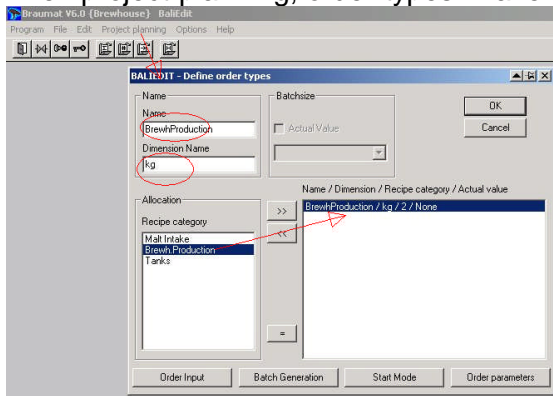 Braumat V6.0 {Brewhouse} BaliEdit
Program File Edit Project planning Options Help
BALIEDIT - Define order types
Name
Name
BrewhProduction
Dimension Name
kg
Batchsize
Actual Value
OK
Cancel
Allocation
Recipe category
Malt Intake
Brewh.Production
Tanks
>>
<<
=
Name / Dimension / Recipe category / Actual value
BrewhProduction / kg / 2 / None
Order Input
Batch Generation
Start Mode
Order parameters